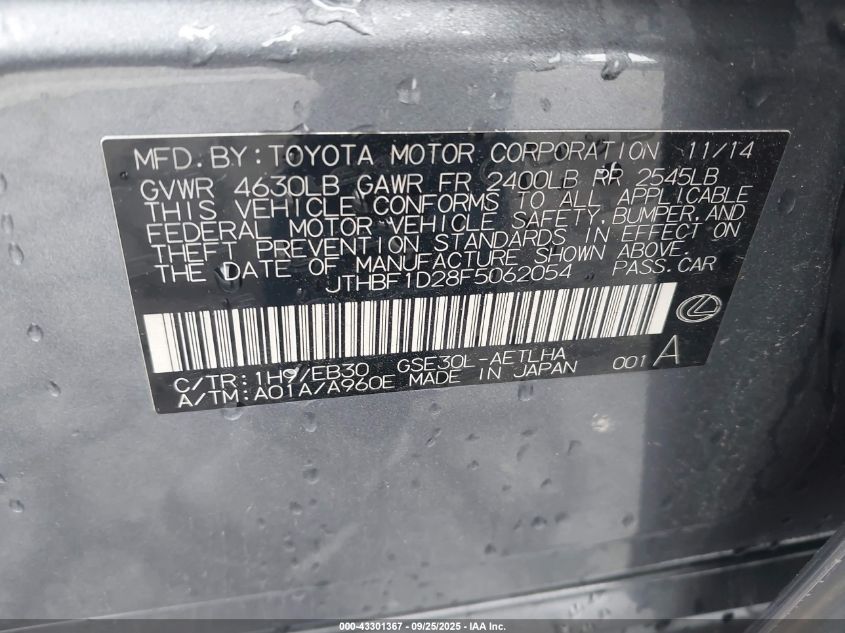 MFD. BY: TOYOTA MOTOR CORPORATION 11/14
GVWR 4630LB GAWR FR 2400LB RR 2545LB
THIS VEHICLE CONFORMS TO ALL APPLICABLE
FEDERAL MOTOR VEHICLE SAFETY, BUMPER, AND
THEFT PREVENTION STANDARDS IN EFFECT ON
THE DATE OF MANUFACTURE SHOWN ABOVE.
JTHBF1D28F5062054 PASS. CAR
C/TR: 1H9/EB30 GSE30L-AETLHA 001 A
A/TM: A01A/A960E MADE IN JAPAN
000-43301367 - 09/25/2025 - IAA Inc.